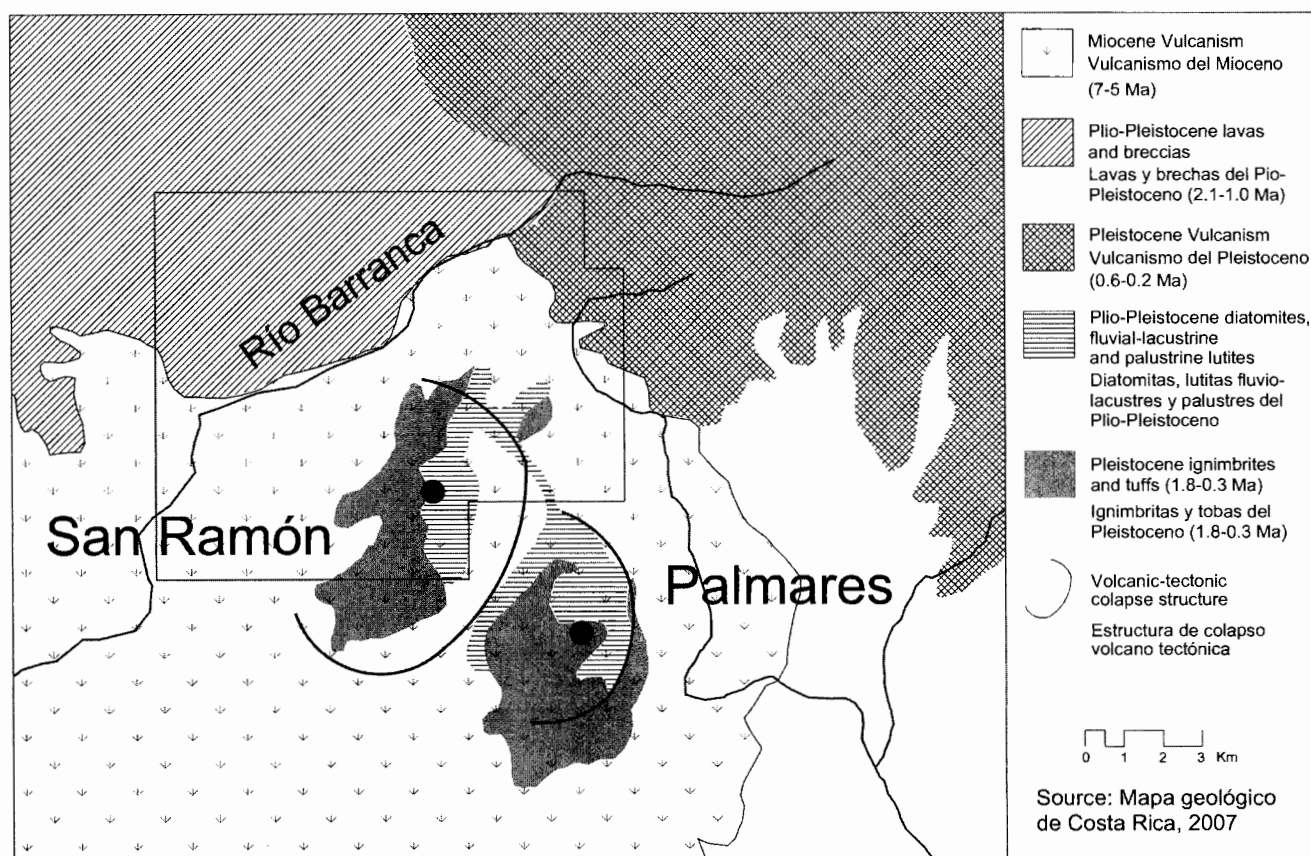 Río Barranca
San Ramón
Palmares
Miocene Vulcanism
Vulcanismo del Mioceno
(7-5 Ma)
Plio-Pleistocene lavas
and breccias
Lavas y brechas del Pio-
Pleistoceno (2.1-1.0 Ma)
Pleistocene Vulcanism
Vulcanismo del Pleistoceno
(0.6-0.2 Ma)
Plio-Pleistocene diatomites,
fluvial-lacustrine
and palustrine lutites
Diatomitas, lutitas fluvio-
lacustres y palustres del
Plio-Pleistoceno
Pleistocene ignimbrites
and tuffs (1.8-0.3 Ma)
Ignimbritas y tobas del
Pleistoceno (1.8-0.3 Ma)
Volcanic-tectonic
colapse structure
Estructura de colapso
volcano tectónica
0 1 2 3 Km
Source: Mapa geológico
de Costa Rica, 2007